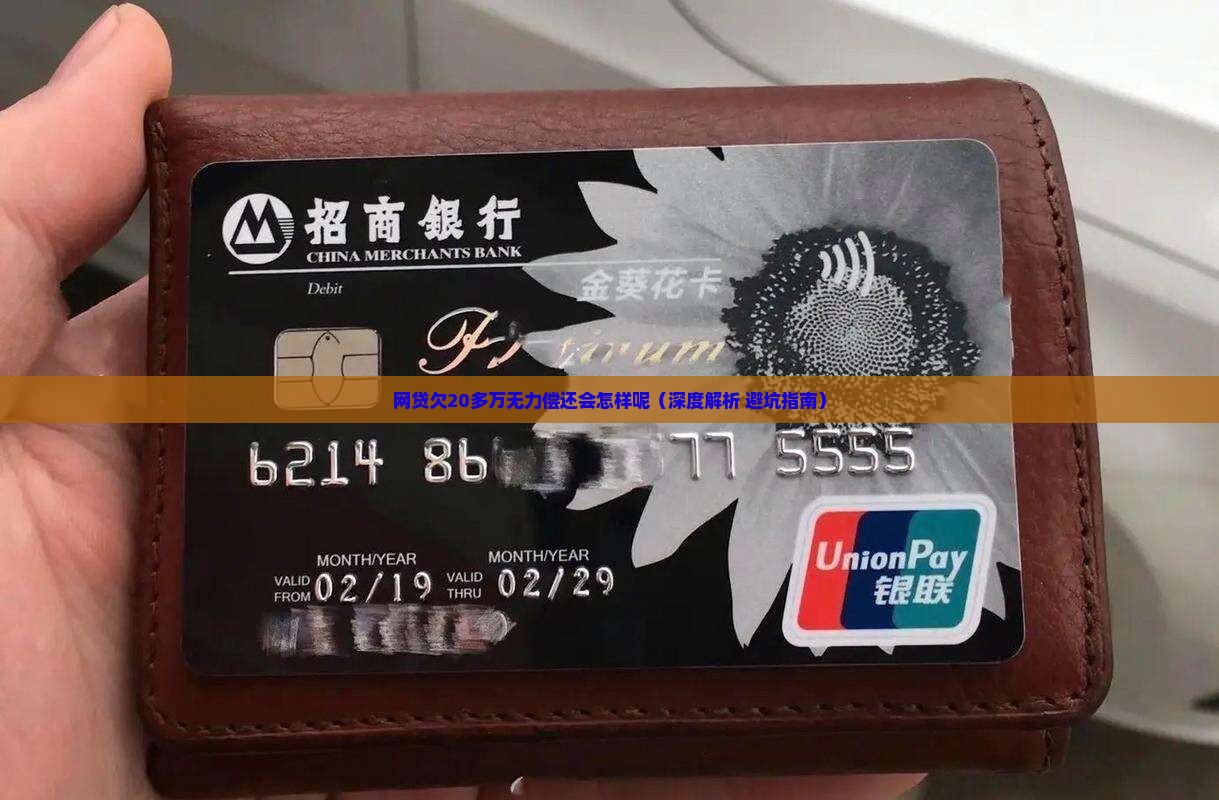 招商銀行
CHINA MERCHANTS BANK
Debit
金葵花卡
网贷欠20多万无力偿还会怎样呢（深度解析 避坑指南）
6214 86 77 5555
MONTH/YEAR MONTH/YEAR
VALID FROM 02/19 VALID THRU 02/29
UnionPay
银联